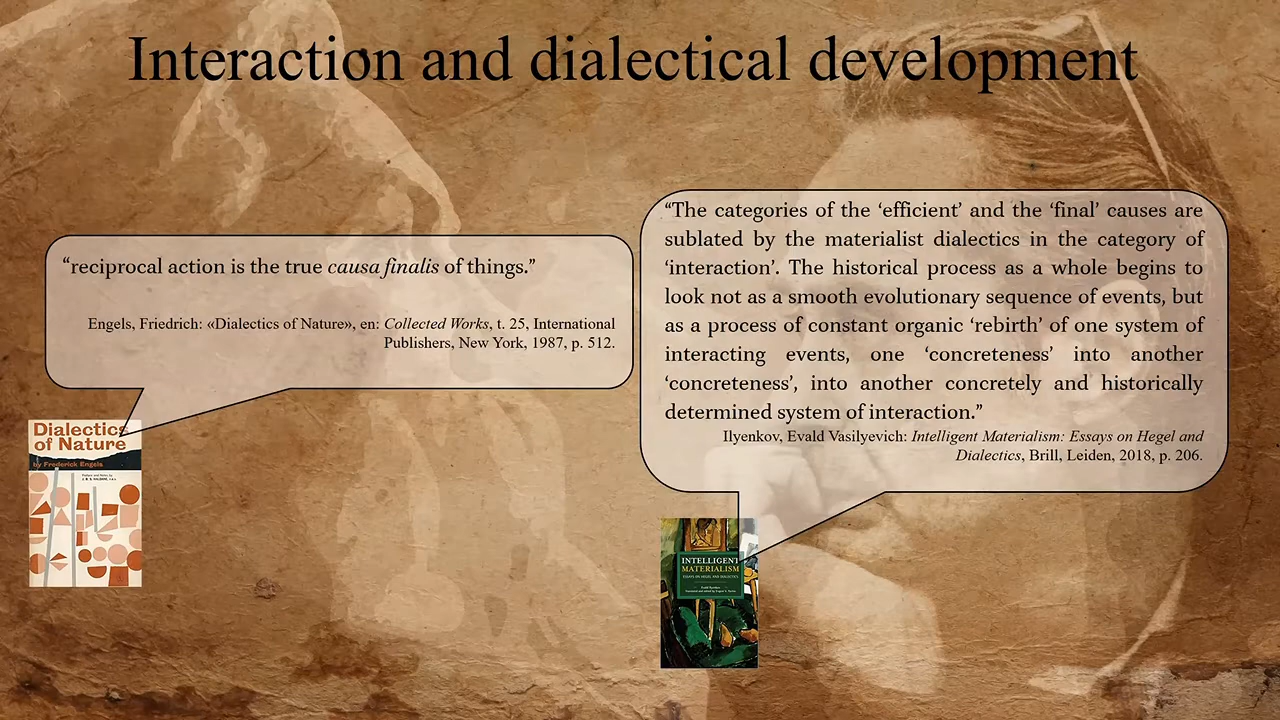 Interaction and dialectical development
“reciprocal action is the true causa finalis of things.”
Engels, Friedrich: «Dialectics of Nature», en: Collected Works, t. 25, International
Publishers, New York, 1987, p. 512.
Dialectics
of Nature
by Frederick Engels
“The categories of the ‘efficient’ and the ‘final’ causes are
sublated by the materialist dialectics in the category of
‘interaction’. The historical process as a whole begins to
look not as a smooth evolutionary sequence of events, but
as a process of constant organic ‘rebirth’ of one system of
interacting events, one ‘concreteness’ into another
‘concreteness’, into another concretely and historically
determined system of interaction.”
Ilyenkov, Evald Vasilyevich: Intelligent Materialism: Essays on Hegel and
Dialectics, Brill, Leiden, 2018, p. 206.
INTELLIGENT
MATERIALISM
ESSAYS ON HEGEL AND DIALECTICS